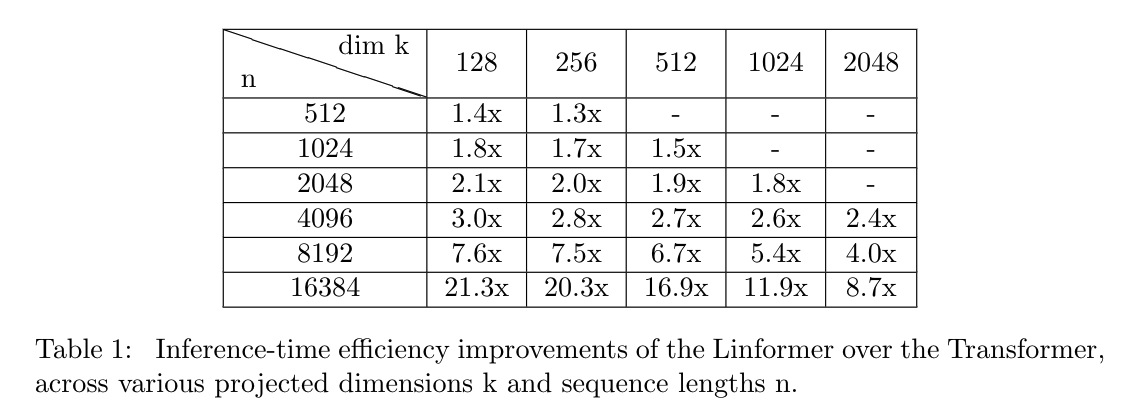 dim k
n
128 256 512 1024 2048
512 1.4x 1.3x - - -
1024 1.8x 1.7x 1.5x - -
2048 2.1x 2.0x 1.9x 1.8x -
4096 3.0x 2.8x 2.7x 2.6x 2.4x
8192 7.6x 7.5x 6.7x 5.4x 4.0x
16384 21.3x 20.3x 16.9x 11.9x 8.7x
Table 1: Inference-time efficiency improvements of the Linformer over the Transformer,
across various projected dimensions k and sequence lengths n.